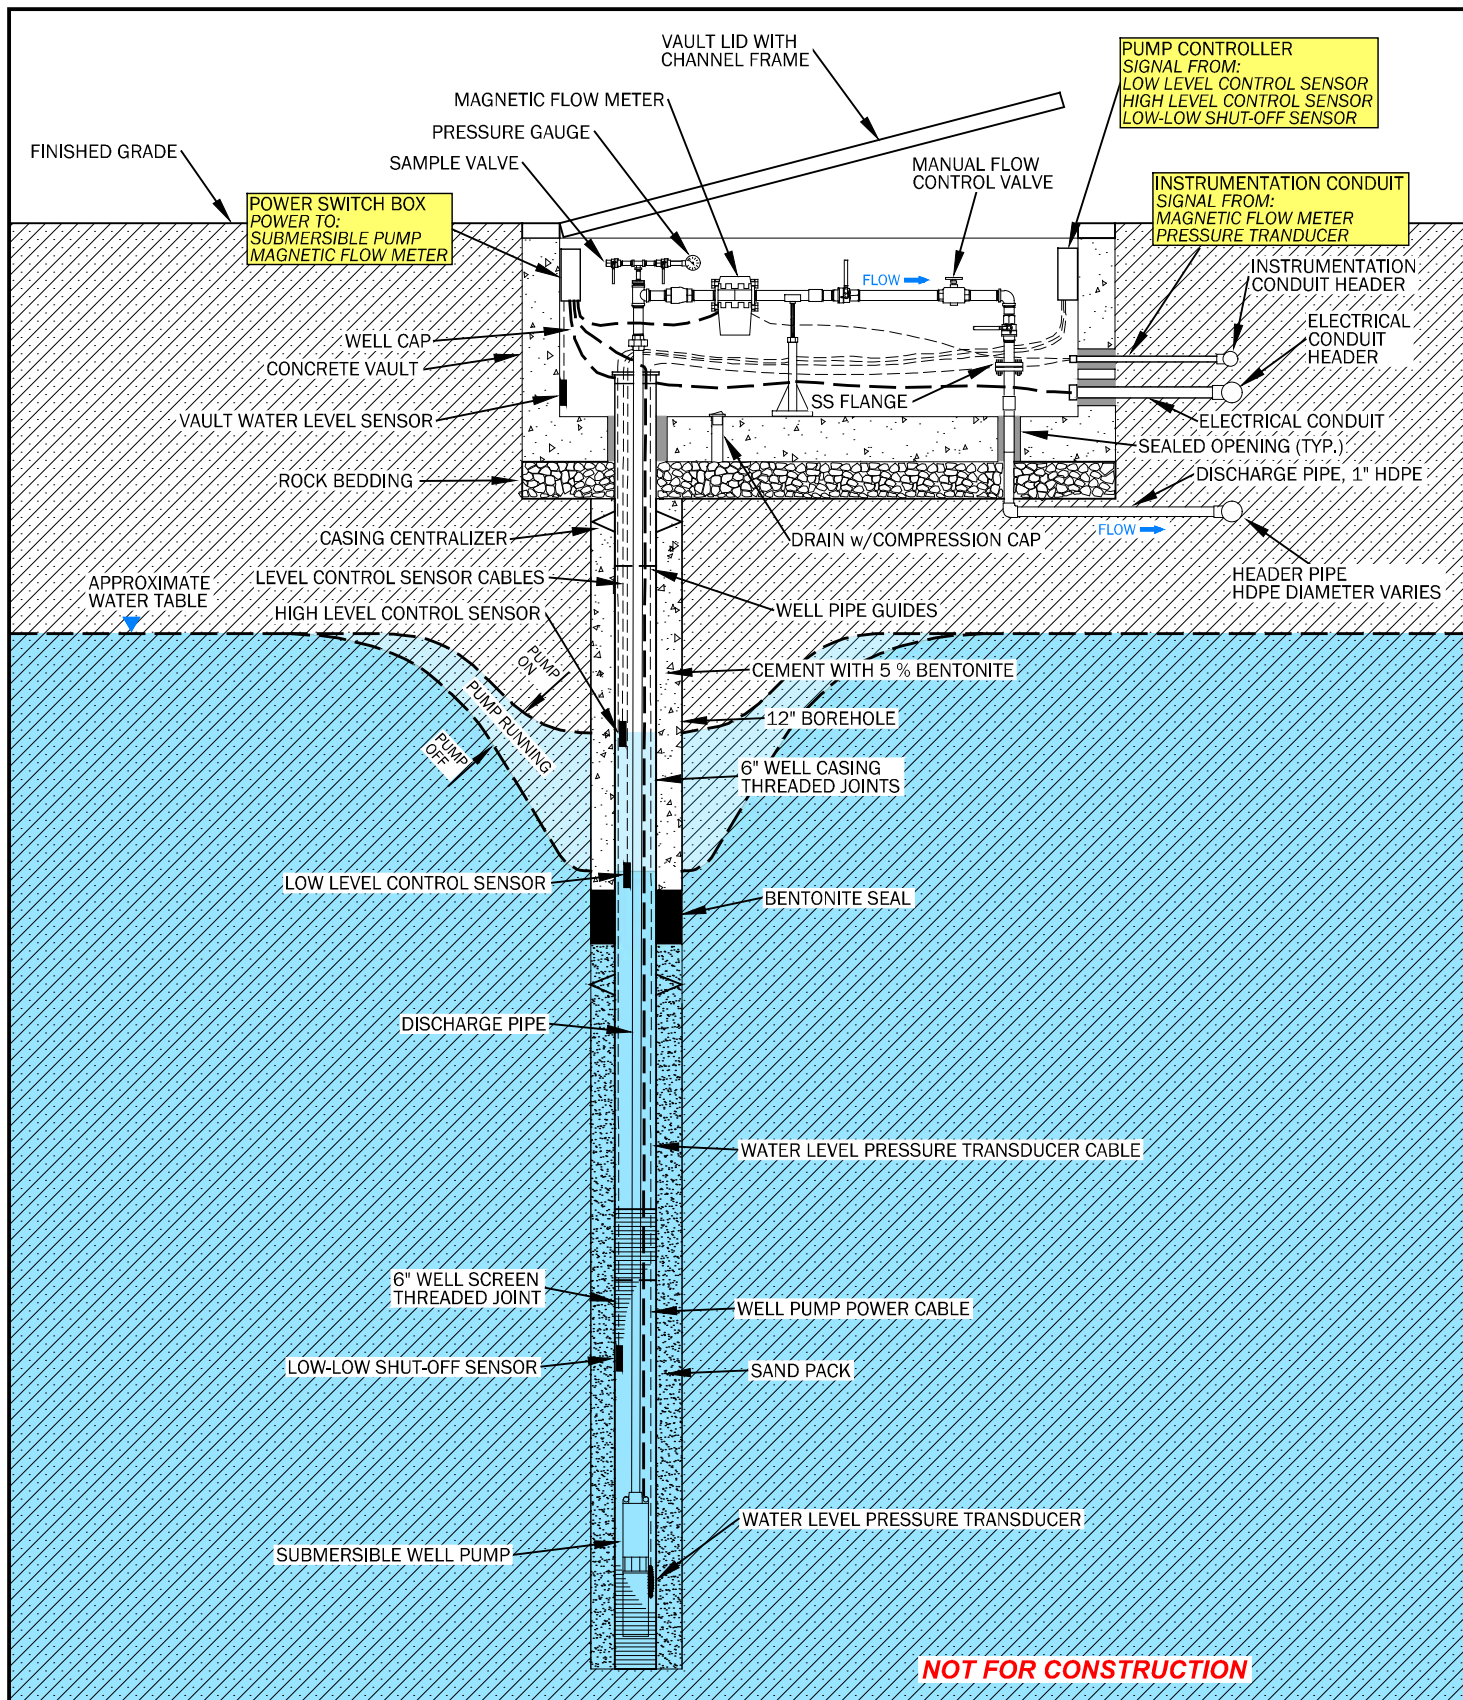 VAULT LID WITH
CHANNEL FRAME
PUMP CONTROLLER
SIGNAL FROM:
LOW LEVEL CONTROL SENSOR
HIGH LEVEL CONTROL SENSOR
LOW-LOW SHUT-OFF SENSOR
MAGNETIC FLOW METER
PRESSURE GAUGE
SAMPLE VALVE
FINISHED GRADE
MANUAL FLOW
CONTROL VALVE
INSTRUMENTATION CONDUIT
SIGNAL FROM:
MAGNETIC FLOW METER
PRESSURE TRANDUCER
POWER SWITCH BOX
POWER TO:
SUBMERSIBLE PUMP
MAGNETIC FLOW METER
FLOW
INSTRUMENTATION
CONDUIT HEADER
ELECTRICAL
CONDUIT
HEADER
WELL CAP
CONCRETE VAULT
SS FLANGE
VAULT WATER LEVEL SENSOR
ELECTRICAL CONDUIT
SEALED OPENING (TYP.)
ROCK BEDDING
DISCHARGE PIPE, 1" HDPE
FLOW
CASING CENTRALIZER
DRAIN w/COMPRESSION CAP
LEVEL CONTROL SENSOR CABLES
HEADER PIPE
HDPE DIAMETER VARIES
APPROXIMATE
WATER TABLE
HIGH LEVEL CONTROL SENSOR
WELL PIPE GUIDES
PUMP
ON
CEMENT WITH 5 % BENTONITE
PUMP RUNNING
12" BOREHOLE
PUMP
OFF
6" WELL CASING
THREADED JOINTS
LOW LEVEL CONTROL SENSOR
BENTONITE SEAL
DISCHARGE PIPE
WATER LEVEL PRESSURE TRANSDUCER CABLE
6" WELL SCREEN
THREADED JOINT
WELL PUMP POWER CABLE
LOW-LOW SHUT-OFF SENSOR
SAND PACK
WATER LEVEL PRESSURE TRANSDUCER
SUBMERSIBLE WELL PUMP
NOT FOR CONSTRUCTION